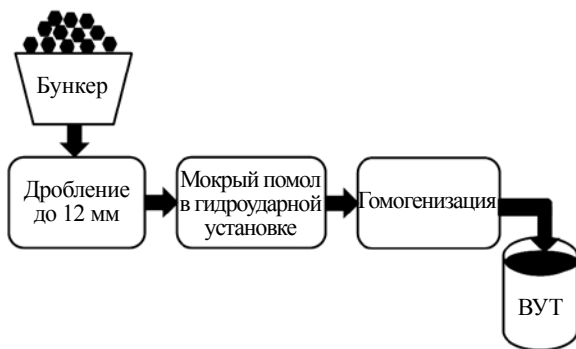 Бункер
Дробление
до 12 мм
Мокрый помол
в гидроударной
установке
Гомогенизация
ВУТ